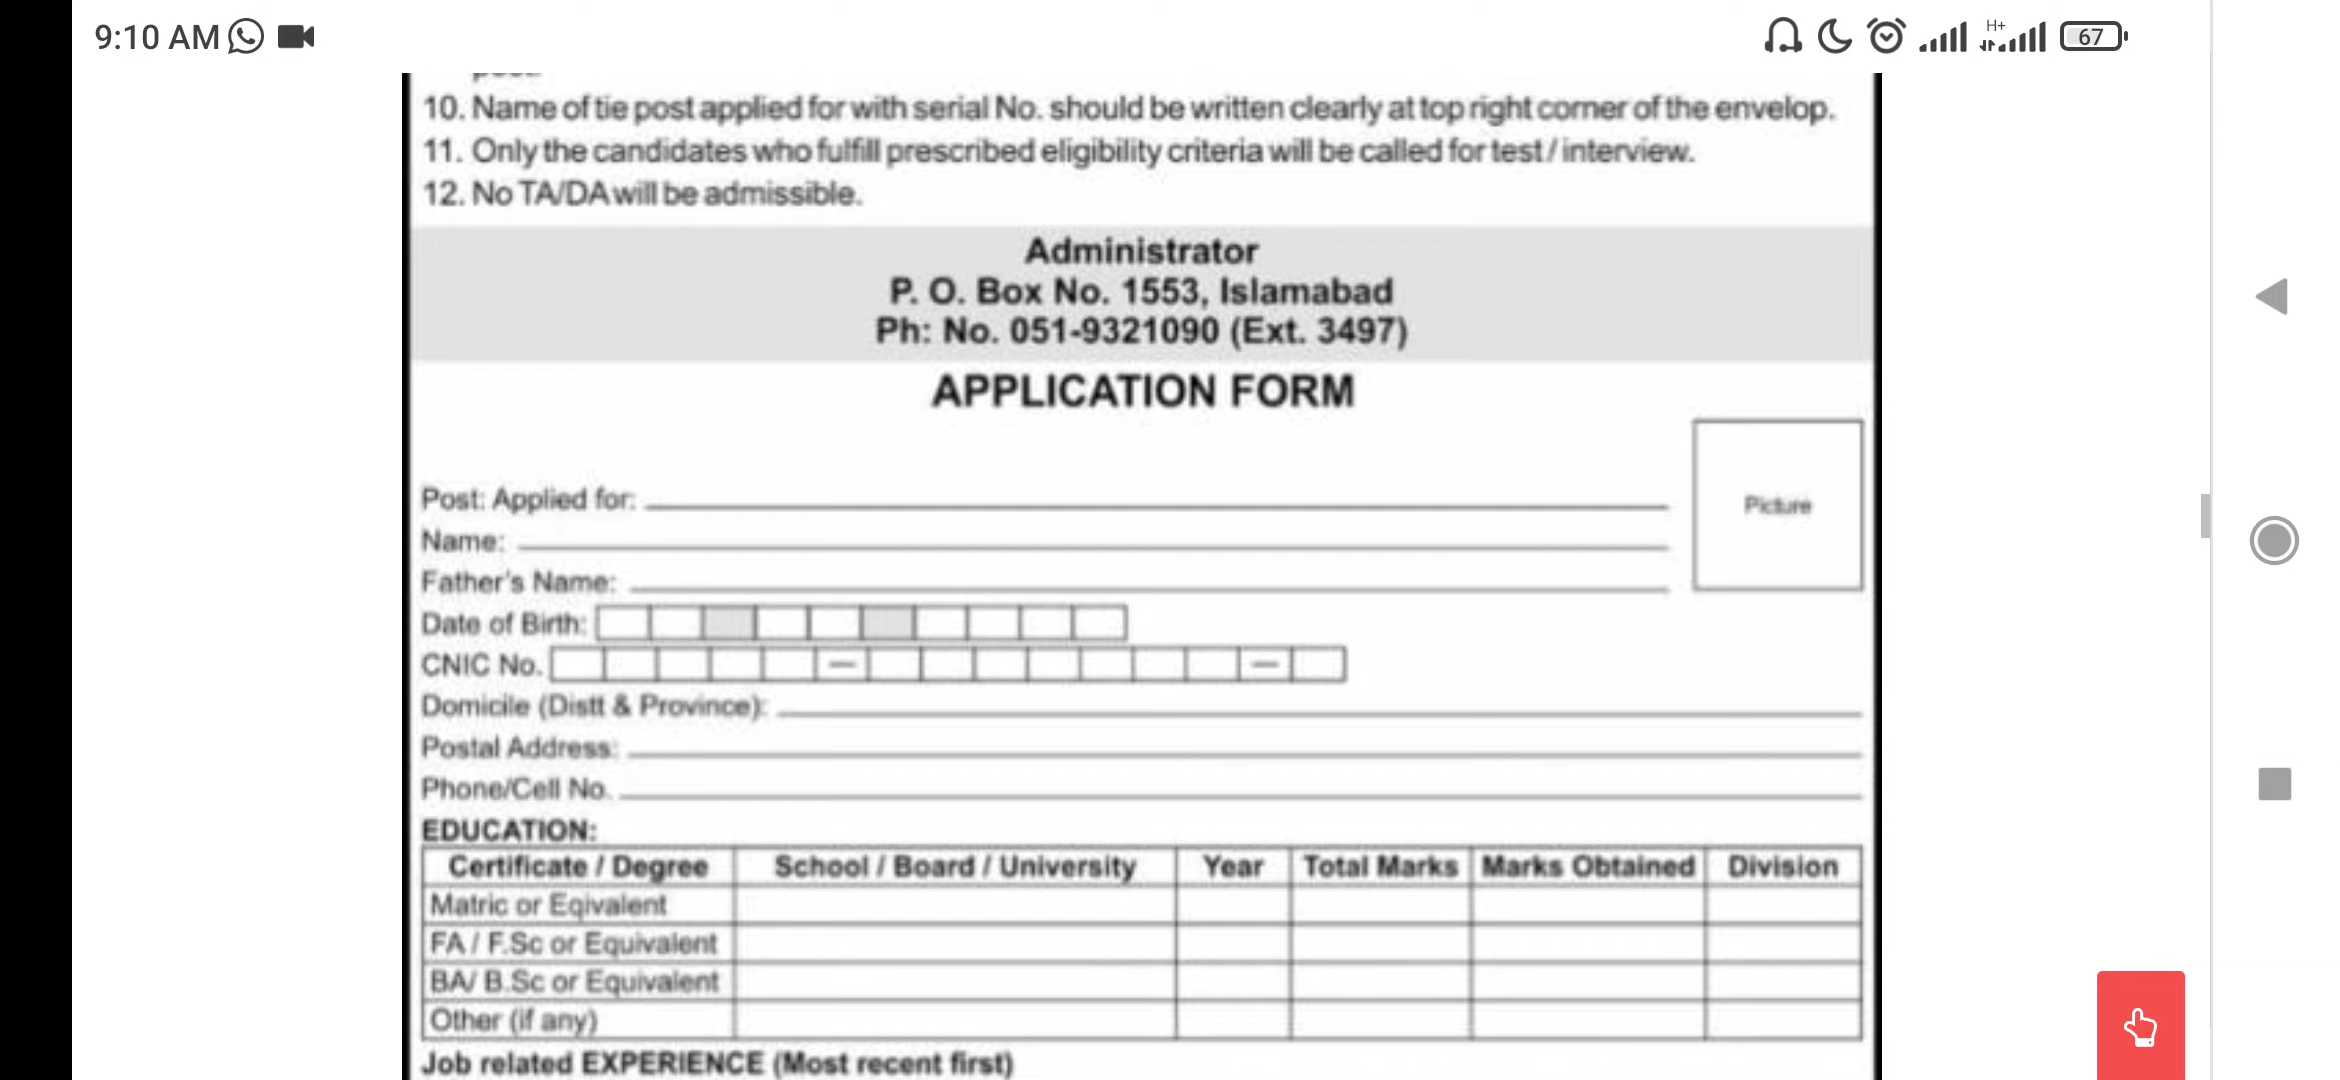 9:10 AM
H+
67
10. Name of tie post applied for with serial No. should be written clearly at top right corner of the envelop.
11. Only the candidates who fulfill prescribed eligibility criteria will be called for test / interview.
12. No TA/DA will be admissible.
Administrator
P. O. Box No. 1553, Islamabad
Ph: No. 051-9321090 (Ext. 3497)
APPLICATION FORM
Picture
Post: Applied for:
Name:
Father's Name:
Date of Birth:
CNIC No. — —
Domicile (Distt & Province):
Postal Address:
Phone/Cell No.
EDUCATION:
Certificate / Degree School / Board / University Year Total Marks Marks Obtained Division
Matric or Eqivalent
FA / F.Sc or Equivalent
BA/ B.Sc or Equivalent
Other (if any)
Job related EXPERIENCE (Most recent first)